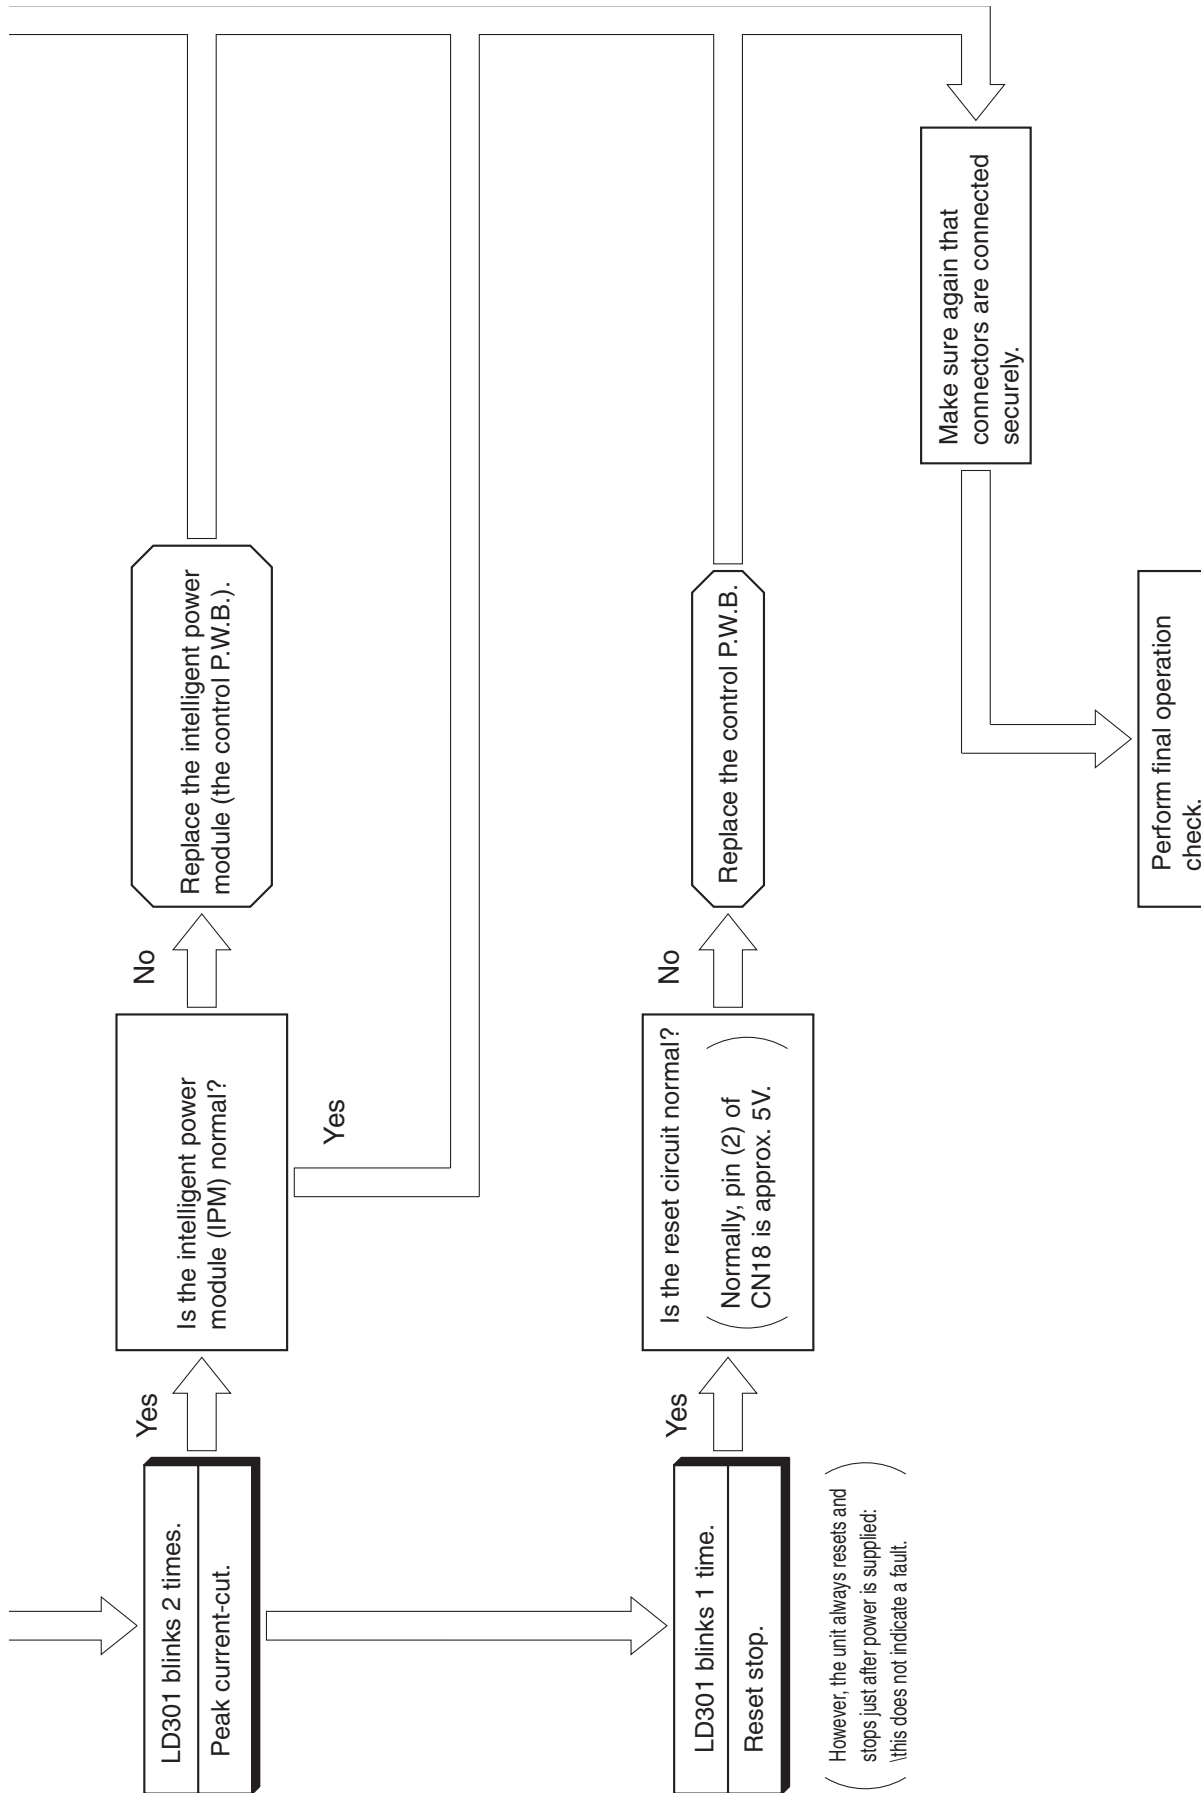 LD301 blinks 2 times.
Peak current-cut.
Yes
Is the intelligent power
module (IPM) normal?
No
Replace the intelligent power
module (the control P.W.B.).
Yes
LD301 blinks 1 time.
Reset stop.
However, the unit always resets and
stops just after power is supplied:
\this does not indicate a fault.
Yes
Is the reset circuit normal?
Normally, pin (2) of
CN18 is approx. 5V.
No
Replace the control P.W.B.
Make sure again that
connectors are connected
securely.
Perform final operation
check.